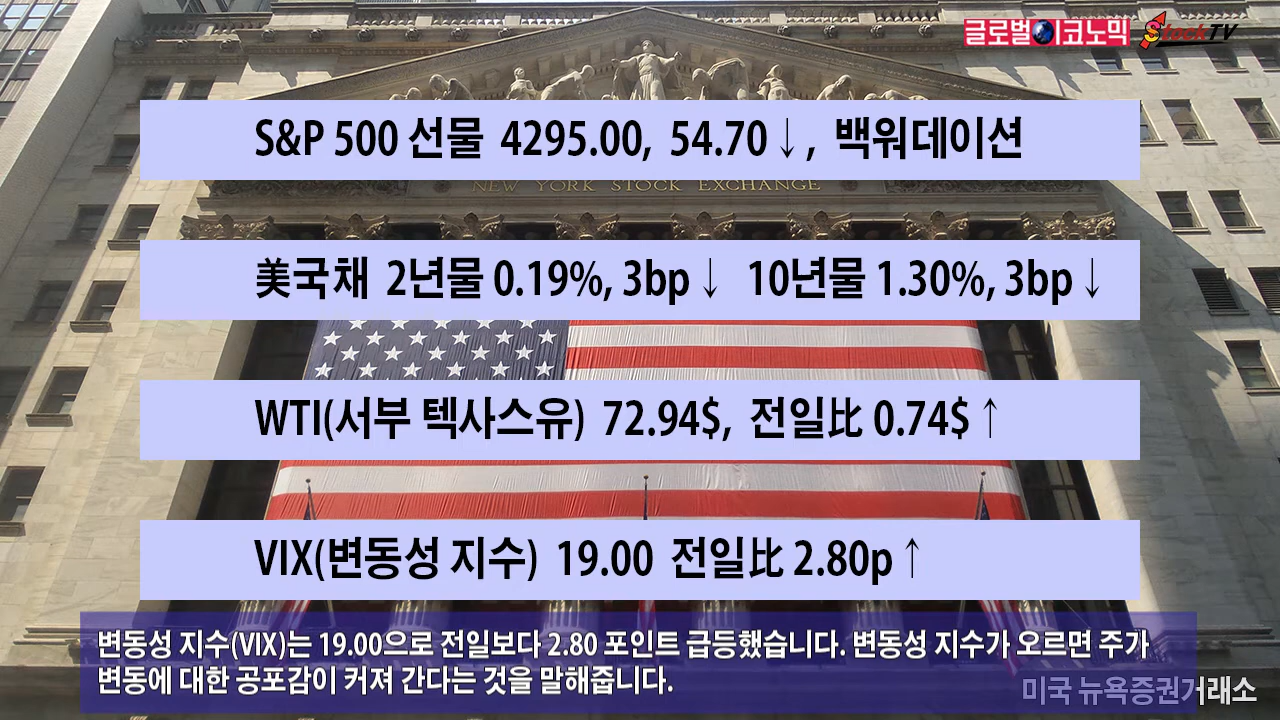 글로벌이코노믹 StockTV
S&P 500 선물 4295.00, 54.70↓, 백워데이션
NEW YORK STOCK EXCHANGE
美국채 2년물 0.19%, 3bp↓ 10년물 1.30%, 3bp↓
WTI(서부 텍사스유) 72.94$, 전일比 0.74$↑
VIX(변동성 지수) 19.00 전일比 2.80p↑
변동성 지수(VIX)는 19.00으로 전일보다 2.80 포인트 급등했습니다. 변동성 지수가 오르면 주가
변동에 대한 공포감이 커져 간다는 것을 말해줍니다.
미국 뉴욕증권거래소